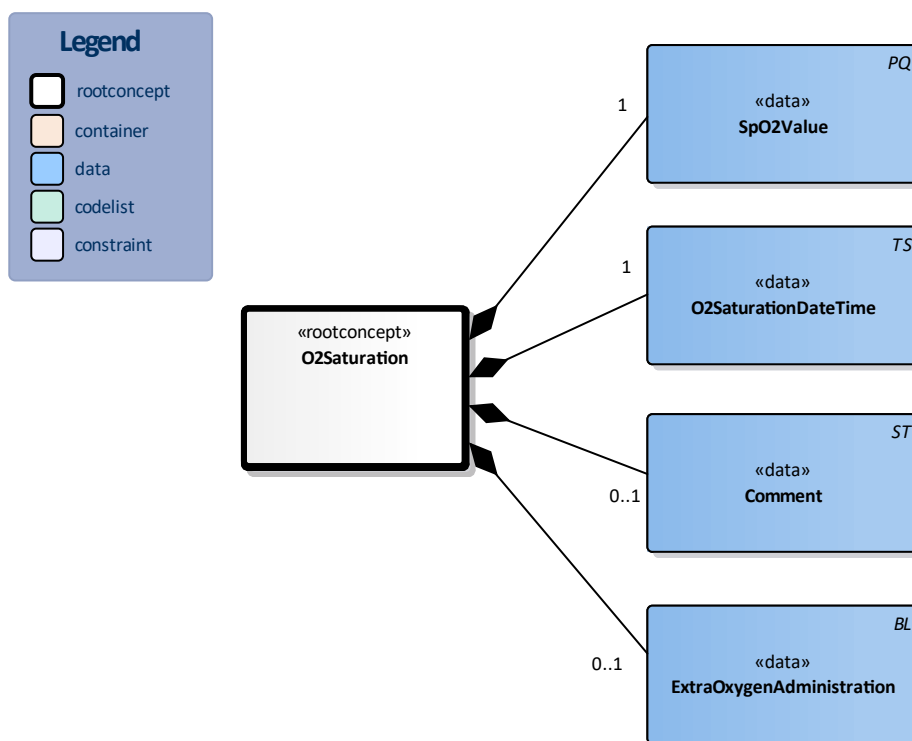 Legend
rootconcept
container
data
codelist
constraint
PQ
«data»
SpO2Value
1
TS
«data»
O2SaturationDateTime
1
«rootconcept»
O2Saturation
ST
«data»
Comment
0..1
BL
«data»
ExtraOxygenAdministration
0..1